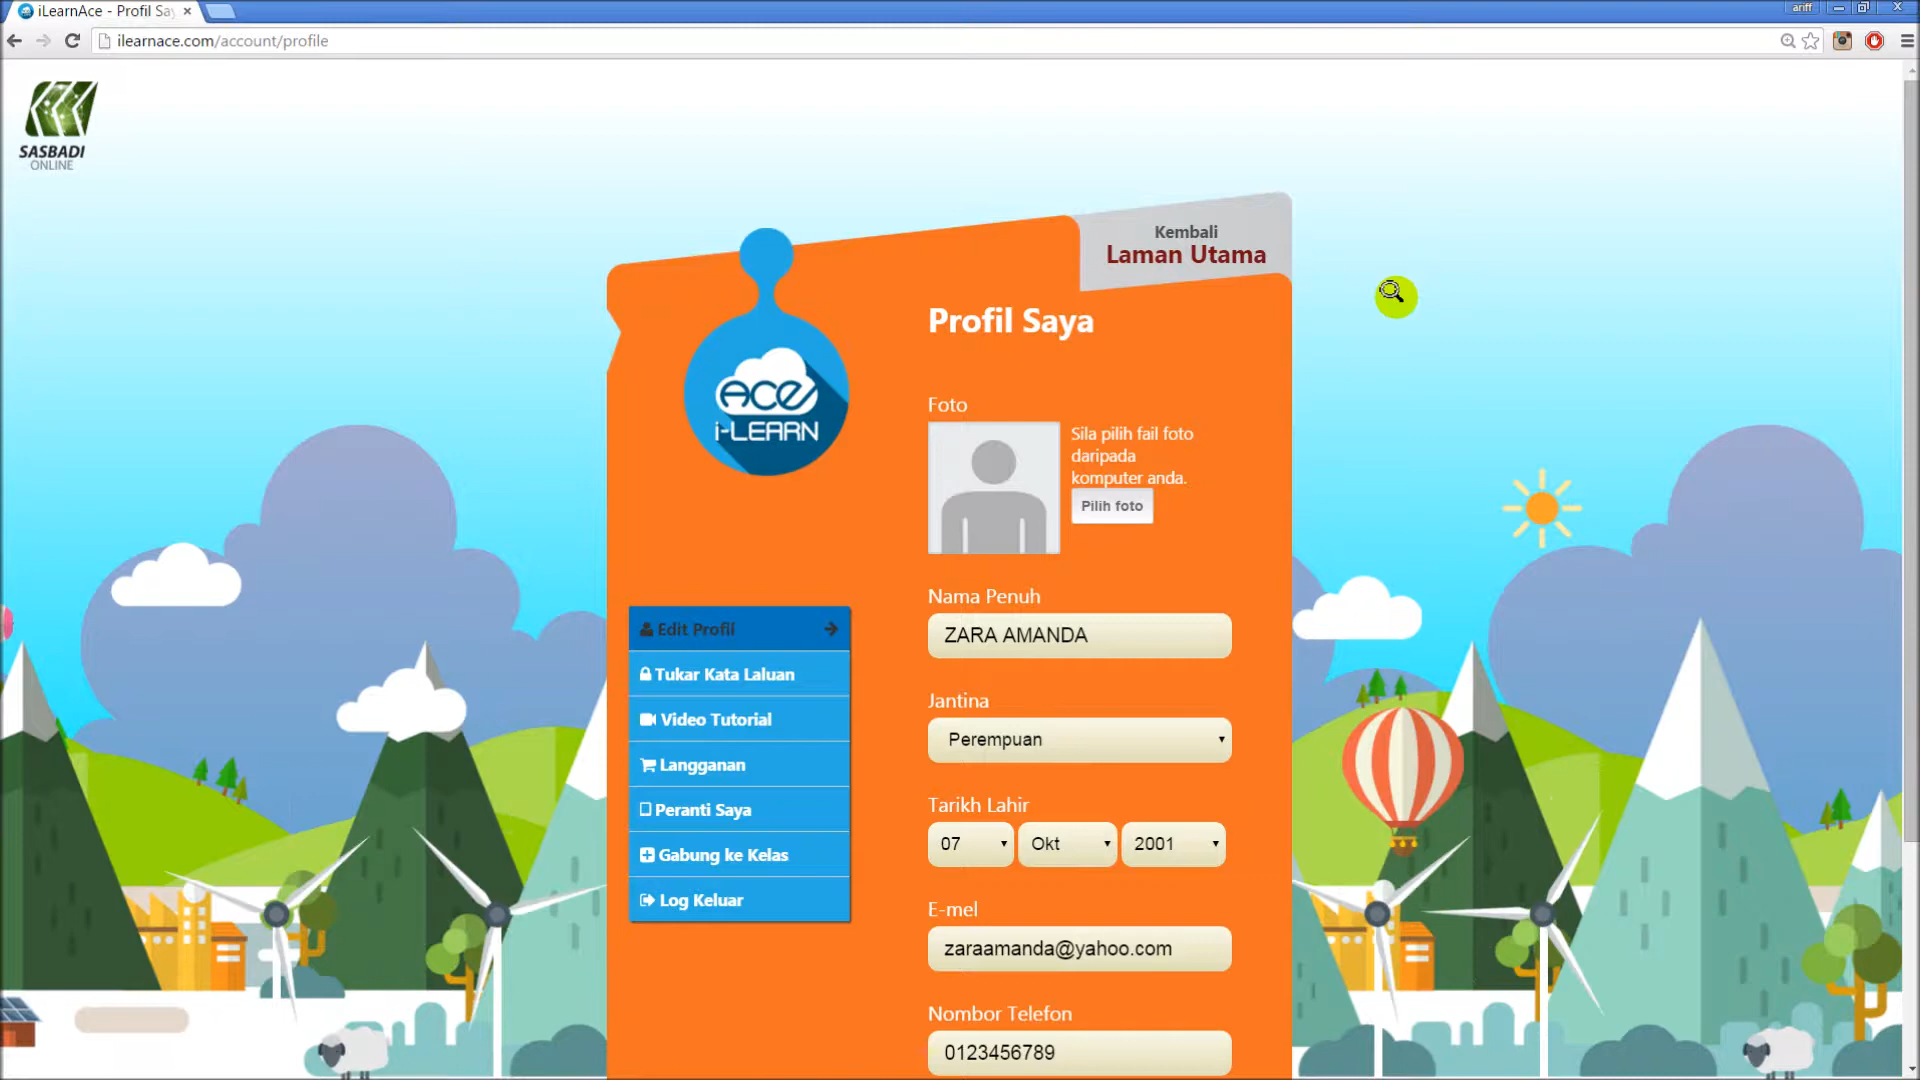 iLearnAce - Profil Sa
ariff
ilearnace.com/account/profile
SASBADI
ONLINE
Kembali
Laman Utama
ACE
i-LEARN
Profil Saya
Foto
Sila pilih fail foto
daripada
komputer anda.
Pilih foto
Edit Profil
Tukar Kata Laluan
Video Tutorial
Langganan
Peranti Saya
Gabung ke Kelas
Log Keluar
Nama Penuh
ZARA AMANDA
Jantina
Perempuan
Tarikh Lahir
07 Okt 2001
E-mel
zaraamanda@yahoo.com
Nombor Telefon
0123456789